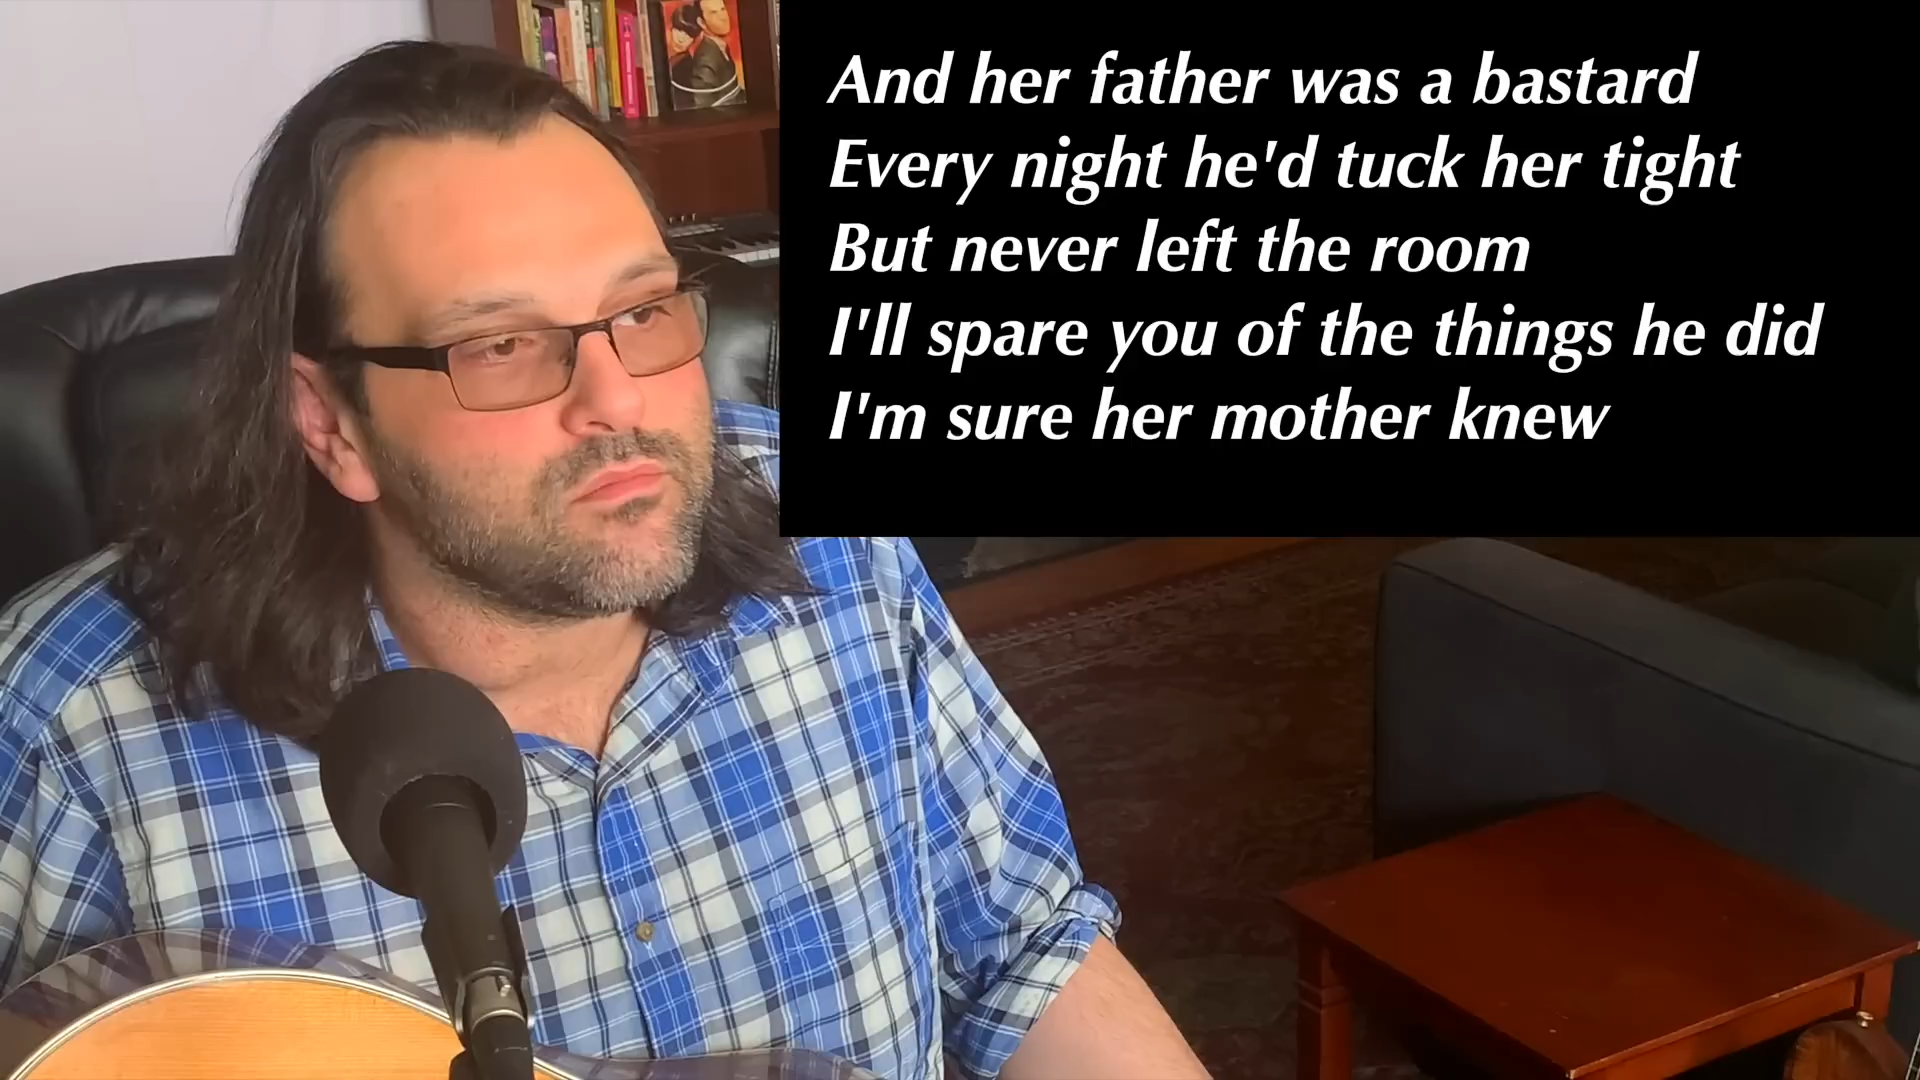 And her father was a bastard
Every night he'd tuck her tight
But never left the room
I'll spare you of the things he did
I'm sure her mother knew